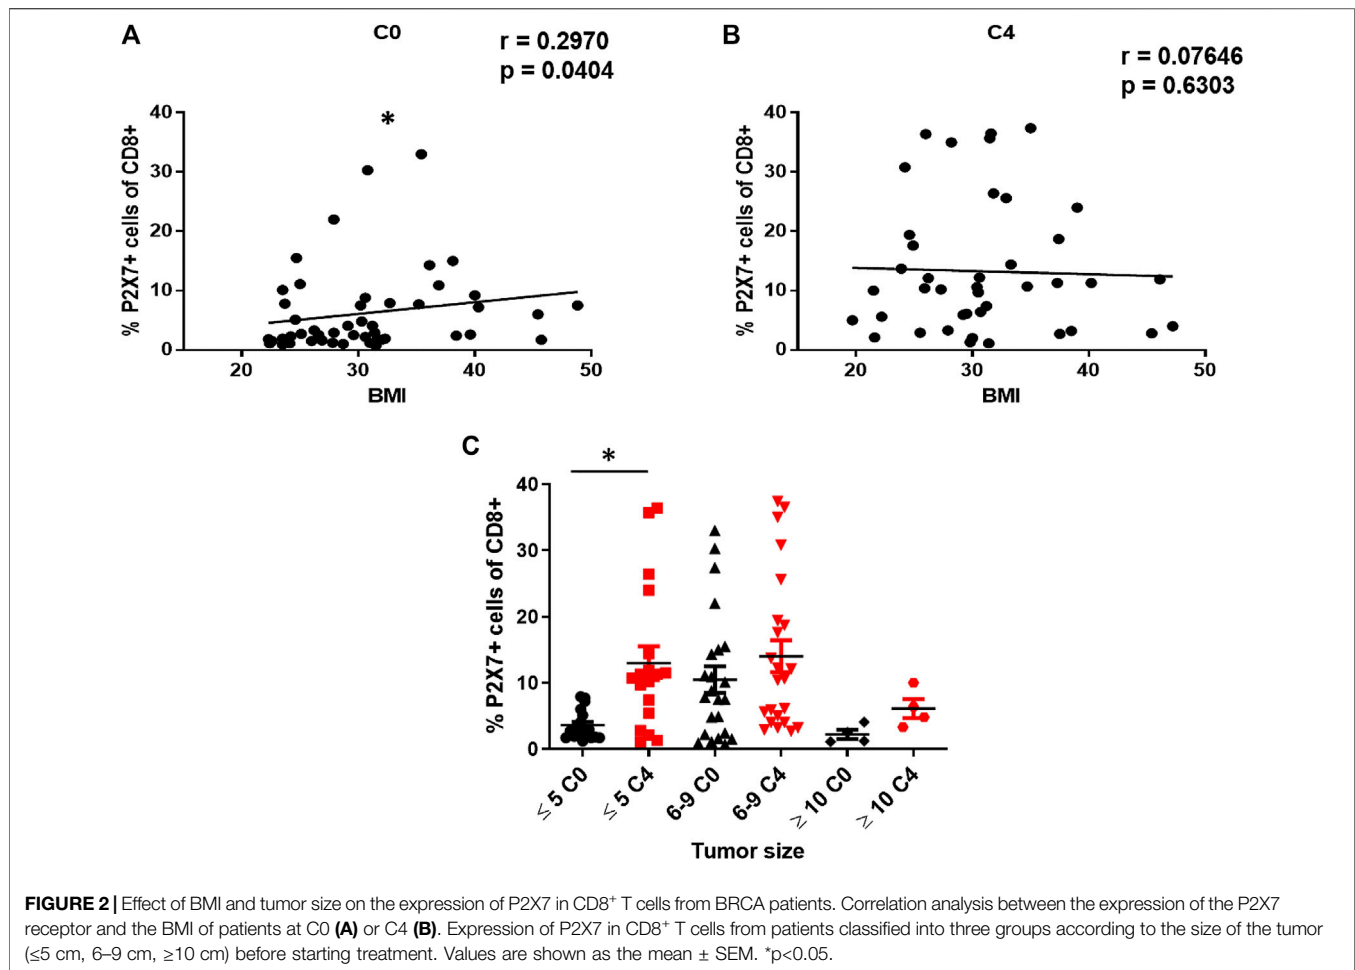 A
C0
r = 0.2970
p = 0.0404
*
% P2X7+ cells of CD8+
40
30
20
10
0
20
30
40
50
BMI
B
C4
r = 0.07646
p = 0.6303
% P2X7+ cells of CD8+
40
30
20
10
0
20
30
40
50
BMI
C
*
% P2X7+ cells of CD8+
40
30
20
10
0
≤ 5 C0
≤ 5 C4
6-9 C0
6-9 C4
≥ 10 C0
≥ 10 C4
Tumor size
FIGURE 2 | Effect of BMI and tumor size on the expression of P2X7 in CD8⁺ T cells from BRCA patients. Correlation analysis between the expression of the P2X7
receptor and the BMI of patients at C0 (A) or C4 (B). Expression of P2X7 in CD8⁺ T cells from patients classified into three groups according to the size of the tumor
(≤5 cm, 6–9 cm, ≥10 cm) before starting treatment. Values are shown as the mean ± SEM. *p<0.05.